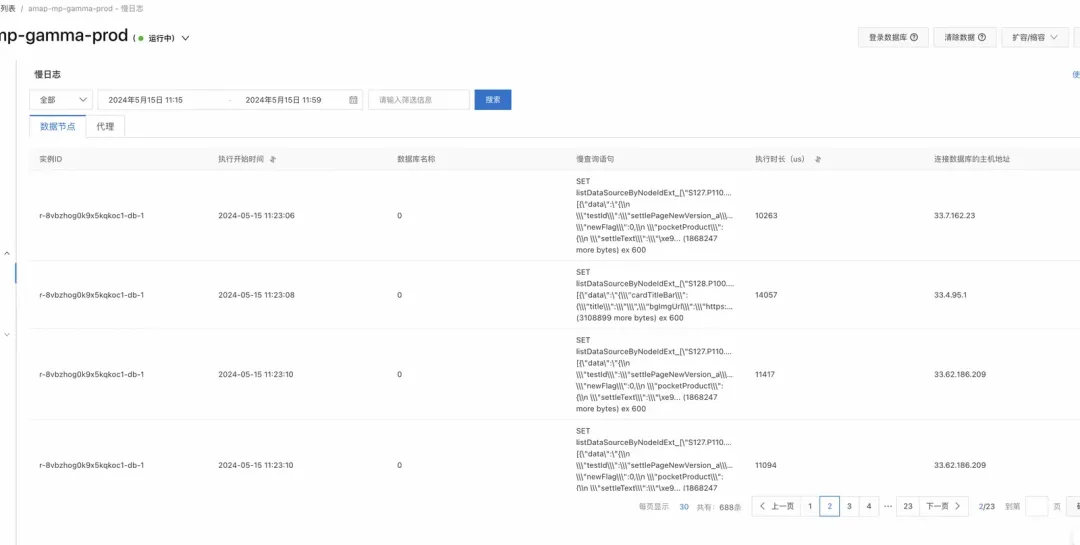 列表 / amap-mp-gamma-prod - 慢日志
mp-gamma-prod ( 运行中)
登录数据库
清除数据
扩容/缩容
慢日志
全部
2024年5月15日 11:15 - 2024年5月15日 11:59
请输入筛选信息
搜索
数据节点 代理
实例ID 执行开始时间 数据库名称 慢查询语句 执行时长（us） 连接数据库的主机地址
SET
listDataSourceByNodeIdExt_[\"S127.P110....
[{\"data\":\"{\\n
\\\"testId\\\":\\\"settlePageNewVersion_a\\\,...
r-8vbzhog0k9x5kqkoc1-db-1 2024-05-15 11:23:06 0 10263 33.7.162.23
\\\"newFlag\\\":0,\\n \\\"pocketProduct\\\":
{\\n \\\"settleText\\\":\\\"\xe9... (1868247
more bytes) ex 600
SET
listDataSourceByNodeIdExt_[\"S128.P100....
[{\"data\":\"{\\\"cardTitleBar\\\":
r-8vbzhog0k9x5kqkoc1-db-1 2024-05-15 11:23:08 0 14057 33.4.95.1
{\\\"title\\\":\\\"\\\",\\\"bgImgUrl\\\":\\\"https:...
(3108899 more bytes) ex 600
SET
listDataSourceByNodeIdExt_[\"S127.P110....
[{\"data\":\"{\\n
\\\"testId\\\":\\\"settlePageNewVersion_a\\\,...
r-8vbzhog0k9x5kqkoc1-db-1 2024-05-15 11:23:10 0 11417 33.62.186.209
\\\"newFlag\\\":0,\\n \\\"pocketProduct\\\":
{\\n \\\"settleText\\\":\\\"\xe9... (1868247
more bytes) ex 600
SET
listDataSourceByNodeIdExt_[\"S127.P110....
[{\"data\":\"{\\n
\\\"testId\\\":\\\"settlePageNewVersion_a\\\,...
r-8vbzhog0k9x5kqkoc1-db-1 2024-05-15 11:23:10 0 11094 33.62.186.209
\\\"newFlag\\\":0,\\n \\\"pocketProduct\\\":
{\\n \\\"settleText\\\":\\\"\xe9... (1868247
每页显示 30 共有: 688条 上一页 1 2 3 4 ... 23 下一页 2/23 到第 页